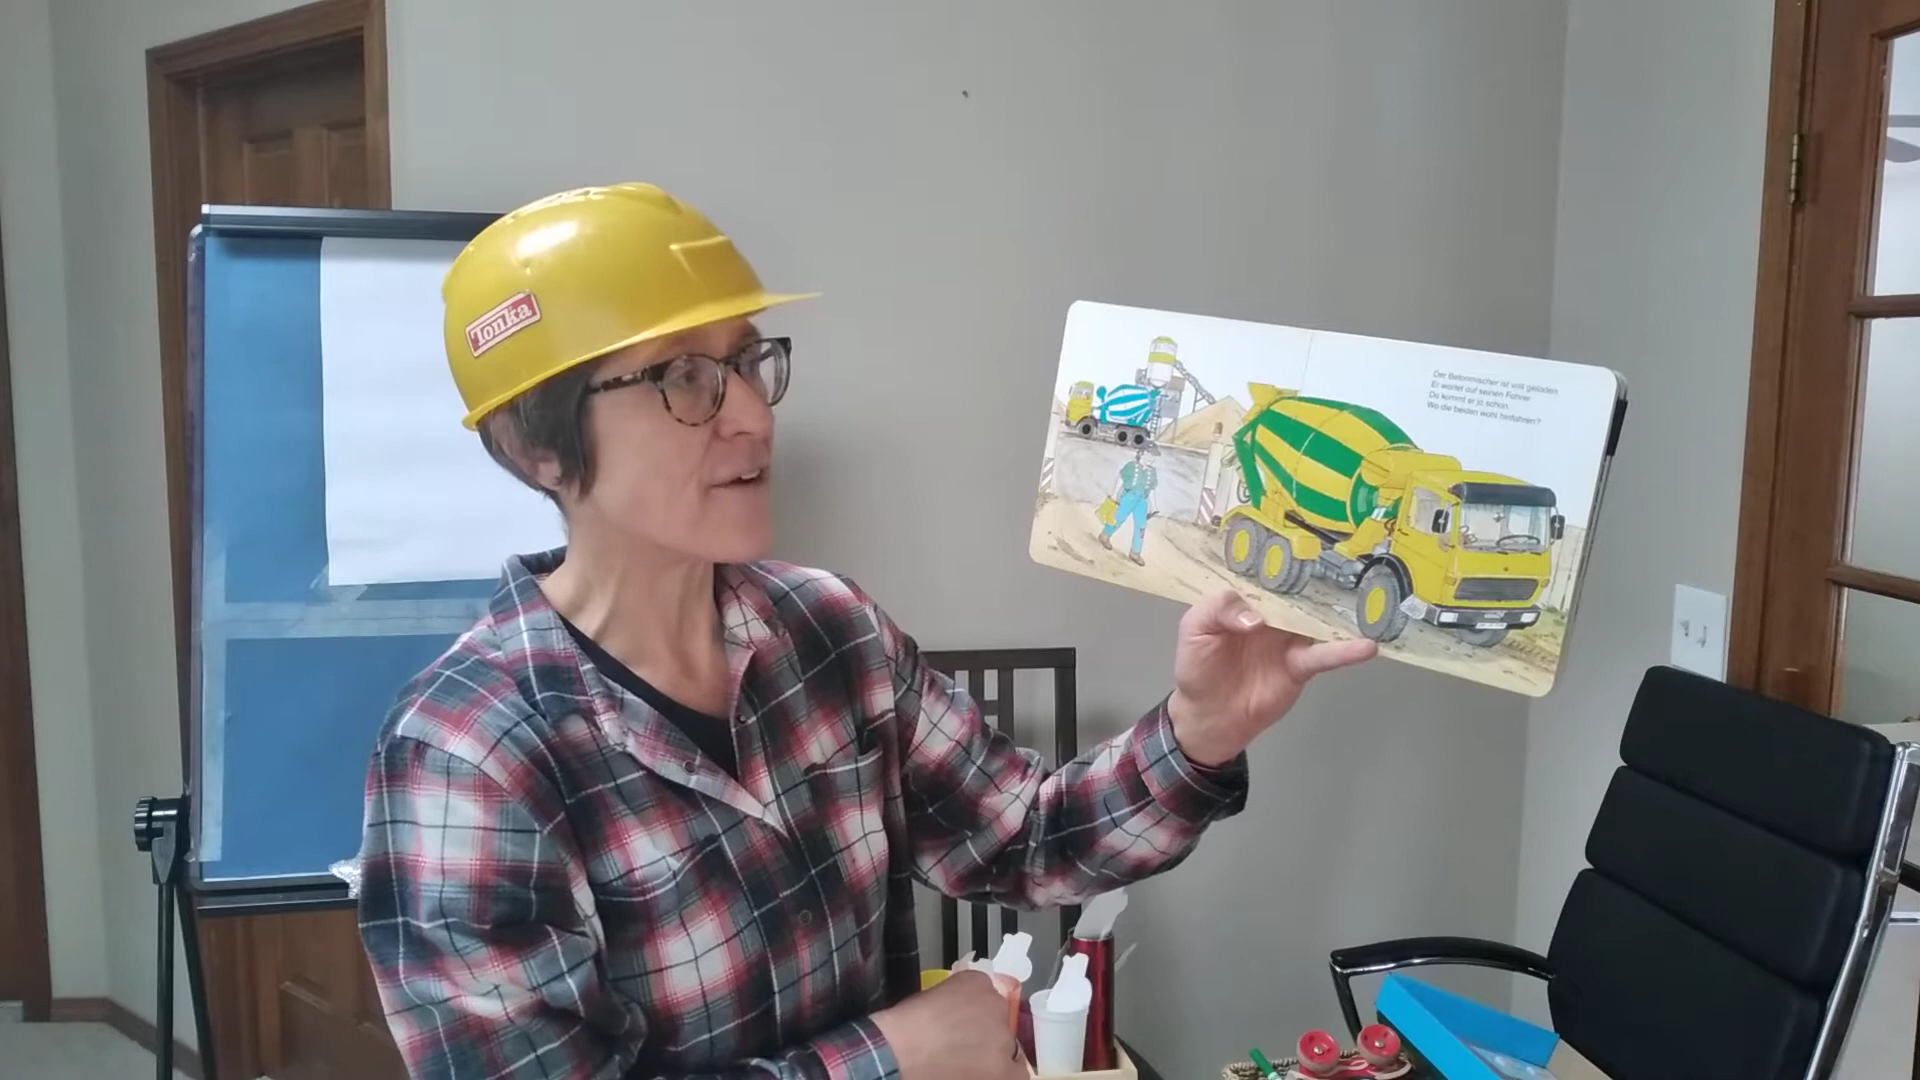 Tonka
Der Betonmischer ist voll geladen.
Er wartet auf seinen Fahrer.
Da kommt er ja schon.
Wo die beiden wohl hinfahren?